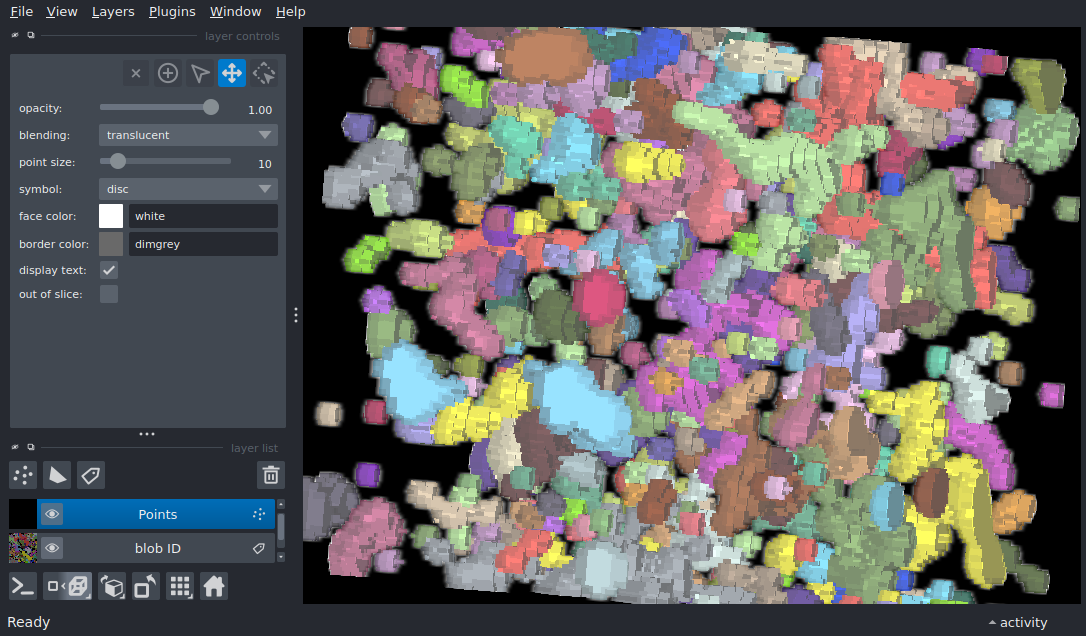 File View Layers Plugins Window Help
layer controls
opacity: 1.00
blending: translucent
point size: 10
symbol: disc
face color: white
border color: dimgrey
display text:
out of slice:
layer list
Points
blob ID
Ready
activity